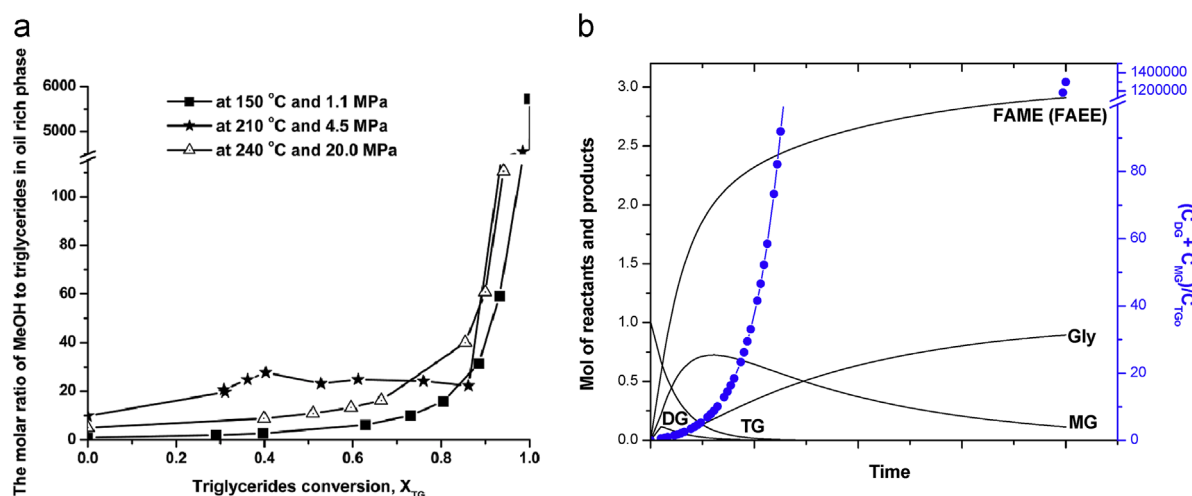 a
The molar ratio of MeOH to triglycerides in oil rich phase
6000
5000
100
80
60
40
20
0
at 150 °C and 1.1 MPa
at 210 °C and 4.5 MPa
at 240 °C and 20.0 MPa
0.0 0.2 0.4 0.6 0.8 1.0
Triglycerides conversion, X_TG
b
Mol of reactants and products
3.0
2.5
2.0
1.5
1.0
0.5
0.0
FAME (FAEE)
Gly
MG
DG
TG
Time
1400000
1200000
80
60
40
20
0
(C_DG + C_MG)/C_TGo